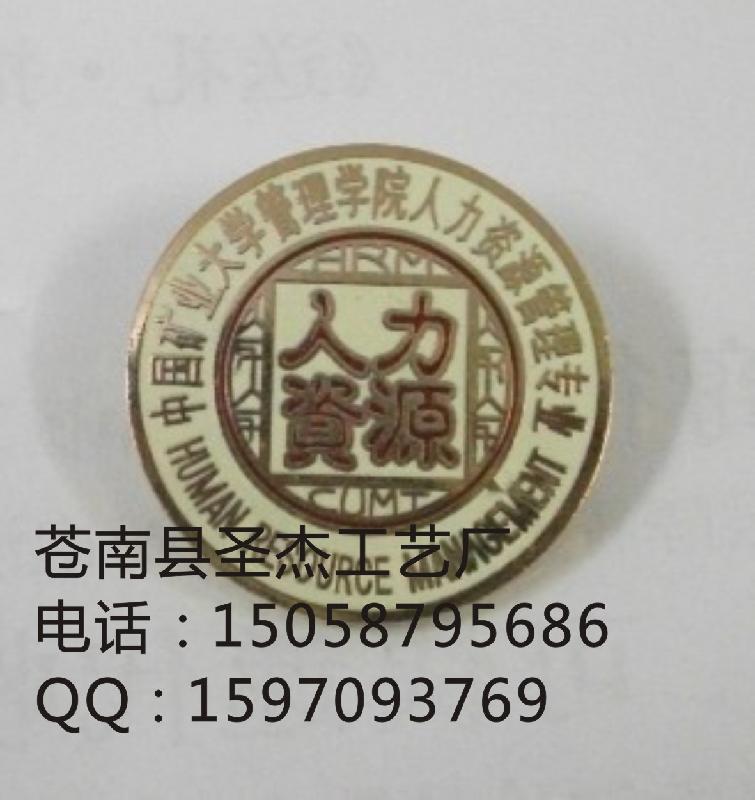 中国矿业大学管理学院人力资源管理专业
HRM
人力
資源
CUMT
HUMAN RESOURCE MANAGEMENT
苍南县圣杰工艺厂
电话：15058795686
QQ：1597093769